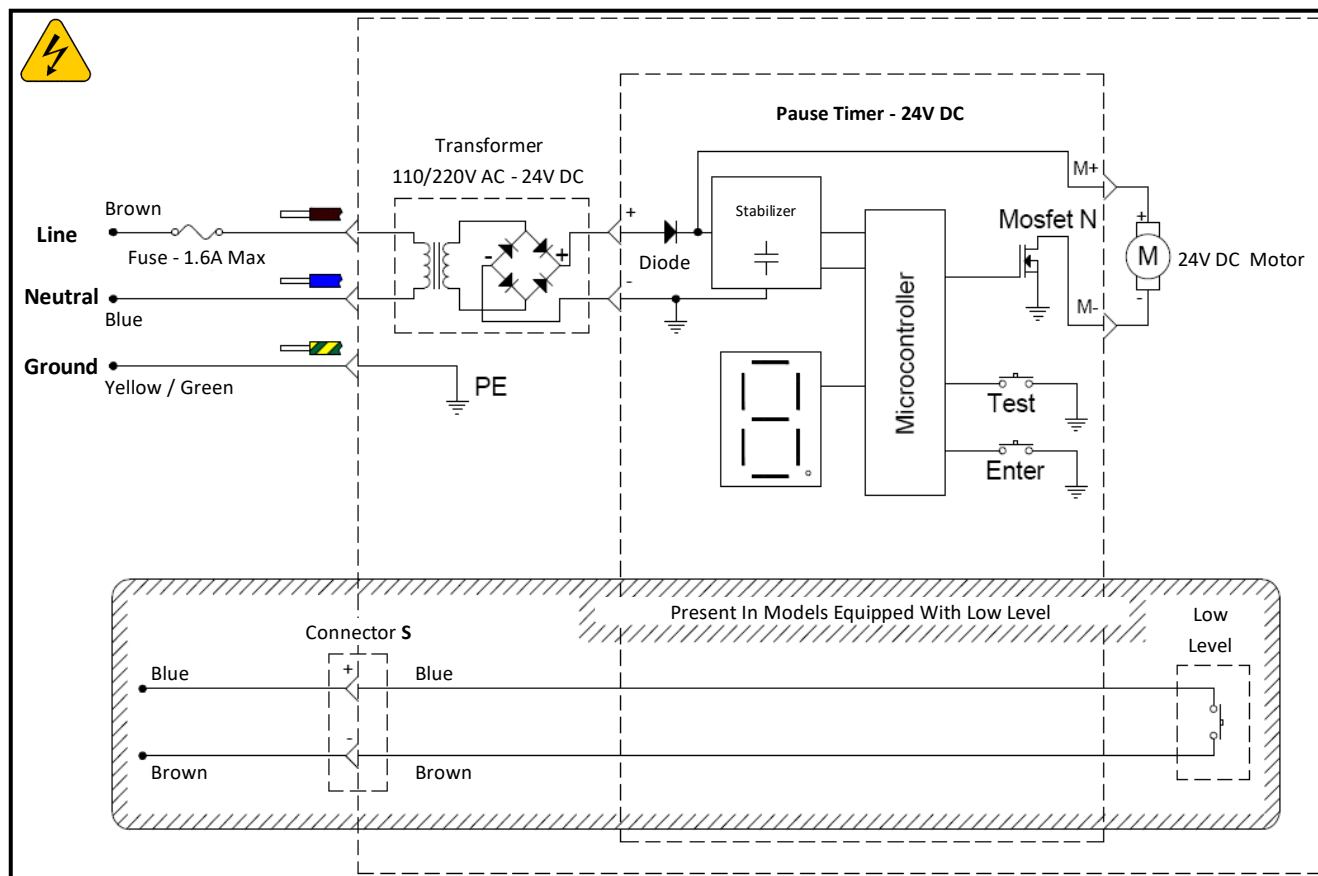 Pause Timer - 24V DC
Transformer
110/220V AC - 24V DC
M+
Brown
Stabilizer
Mosfet N
Line
+
-
+
+
M
24V DC Motor
Fuse - 1.6A Max
Diode
Neutral
-
-
M-
Blue
Ground
PE
Yellow / Green
Microcontroller
Test
Enter
Present In Models Equipped With Low Level
Low
Level
Connector S
+
Blue
Blue
-
Brown
Brown